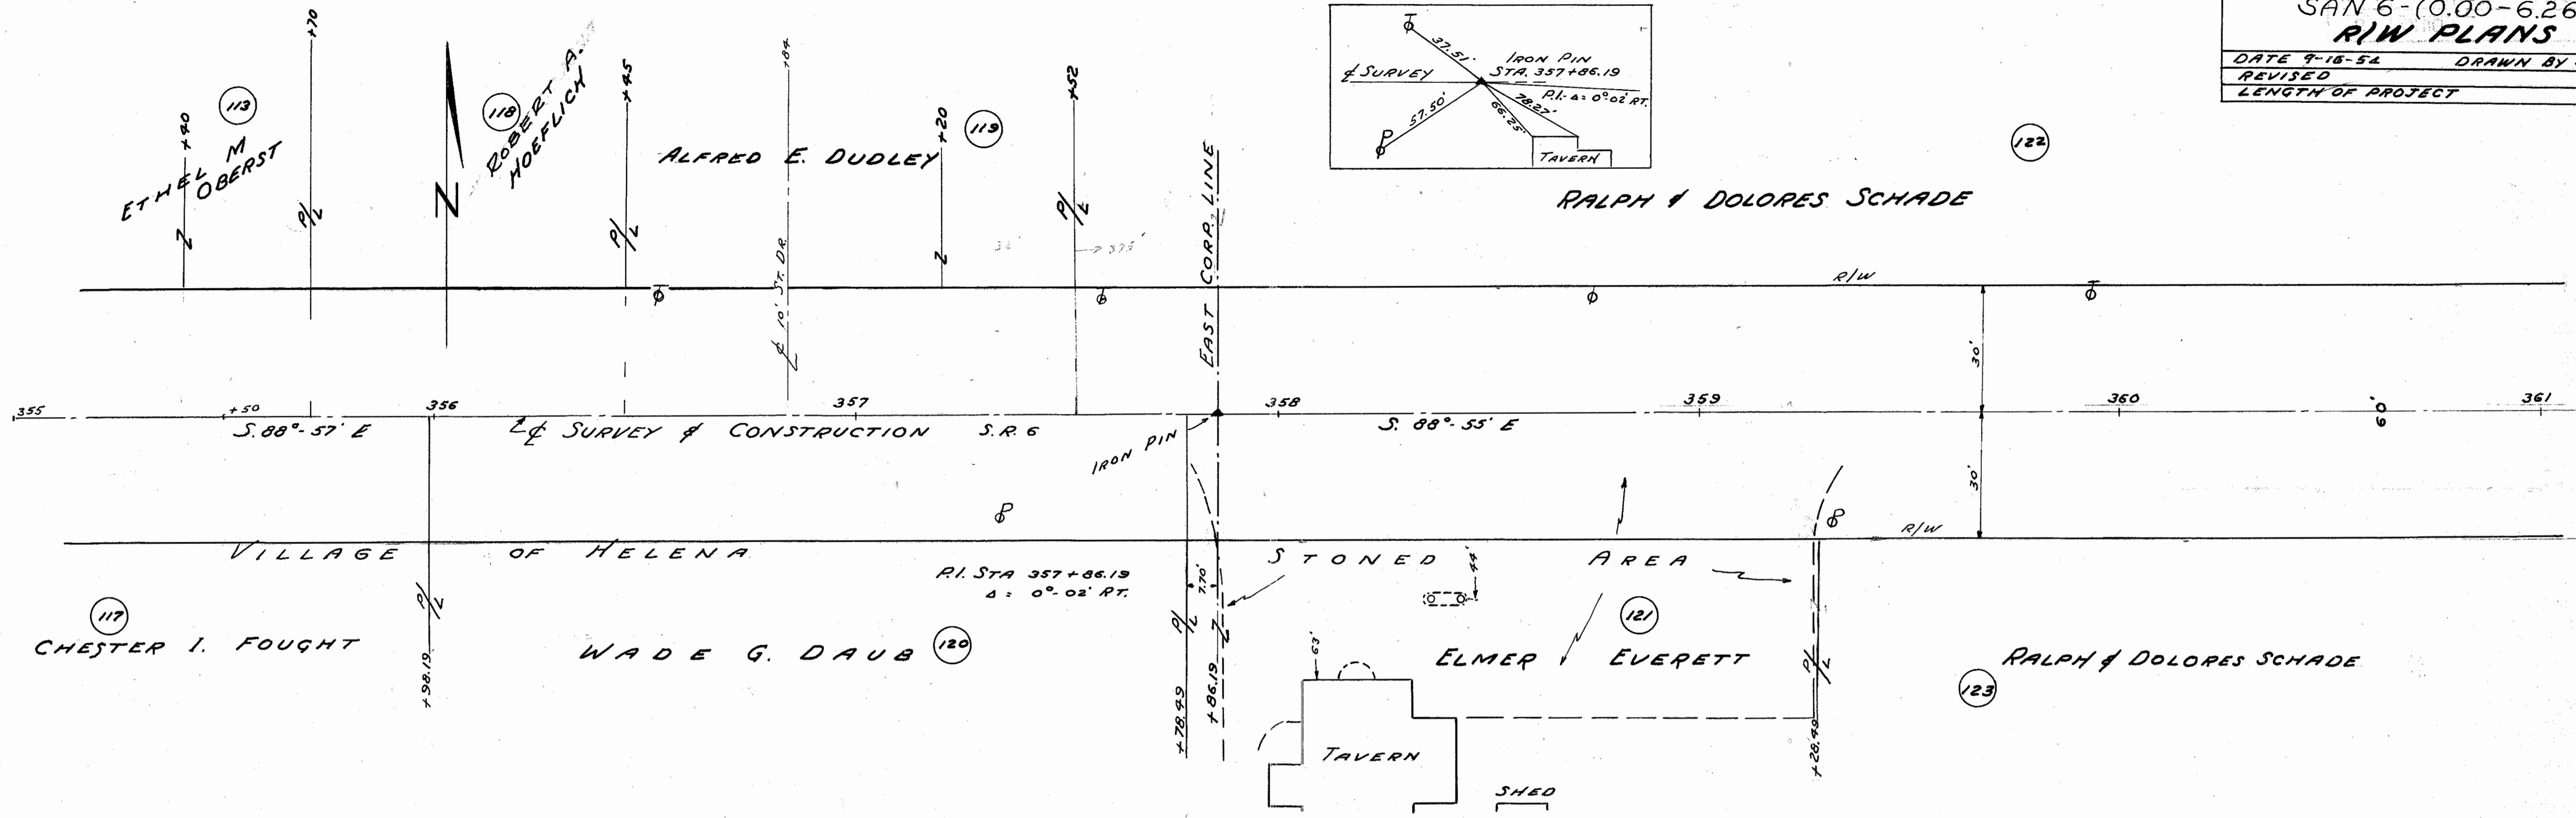 SAN 6-(0.00-6.26
R/W PLANS
DATE 9-16-54 DRAWN BY
REVISED
LENGTH OF PROJECT
37.51'
IRON PIN
STA. 357+86.19
℄ SURVEY
P.I. Δ= 0°-02' RT.
57.50'
66.25'
78.27'
TAVERN
+70
+40
113
ETHEL M
OBERST
P/L
N
118
ROBERT A.
HOEFLICH
+45
P/L
+84
ALFRED E. DUDLEY
+20
119
+52
P/L
375'
EAST CORP. LINE
122
RALPH & DOLORES SCHADE
℄ 10' ST. DR.
R/W
30'
355
+50
356
357
358
359
360
361
S. 88°-57' E
℄ SURVEY & CONSTRUCTION S.R. 6
S. 88°-55' E
60'
IRON PIN
30'
R/W
VILLAGE OF HELENA
STONED AREA
P.I. STA 357+86.19
Δ = 0°-02' RT.
7.70'
44'
117
CHESTER I. FOUGHT
P/L
+98.19
WADE G. DAUB
120
P/L
+78.49
+86.19
63'
121
ELMER EVERETT
P/L
+28.49
RALPH & DOLORES SCHADE
123
TAVERN
SHED